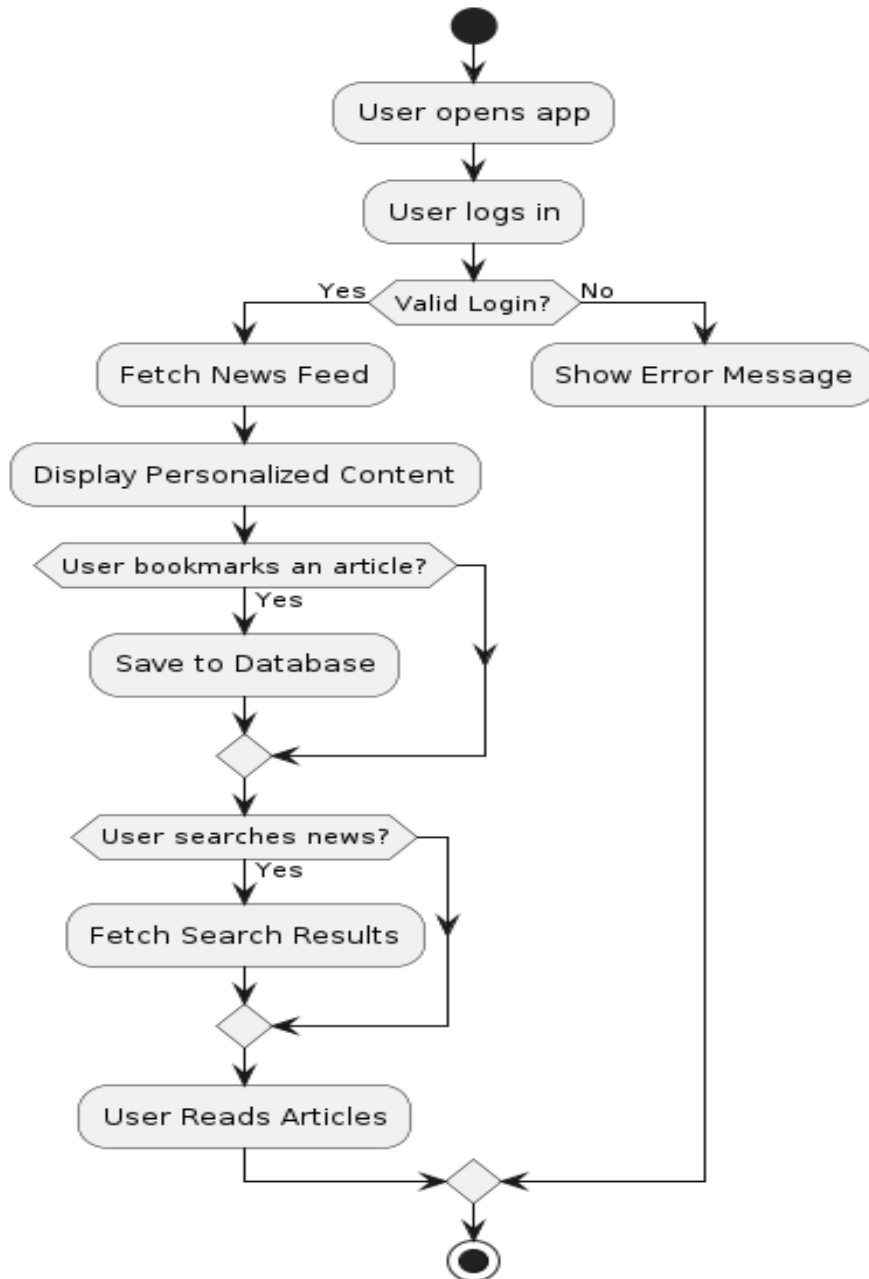 User opens app
User logs in
Yes
Valid Login?
No
Fetch News Feed
Show Error Message
Display Personalized Content
User bookmarks an article?
Yes
Save to Database
User searches news?
Yes
Fetch Search Results
User Reads Articles